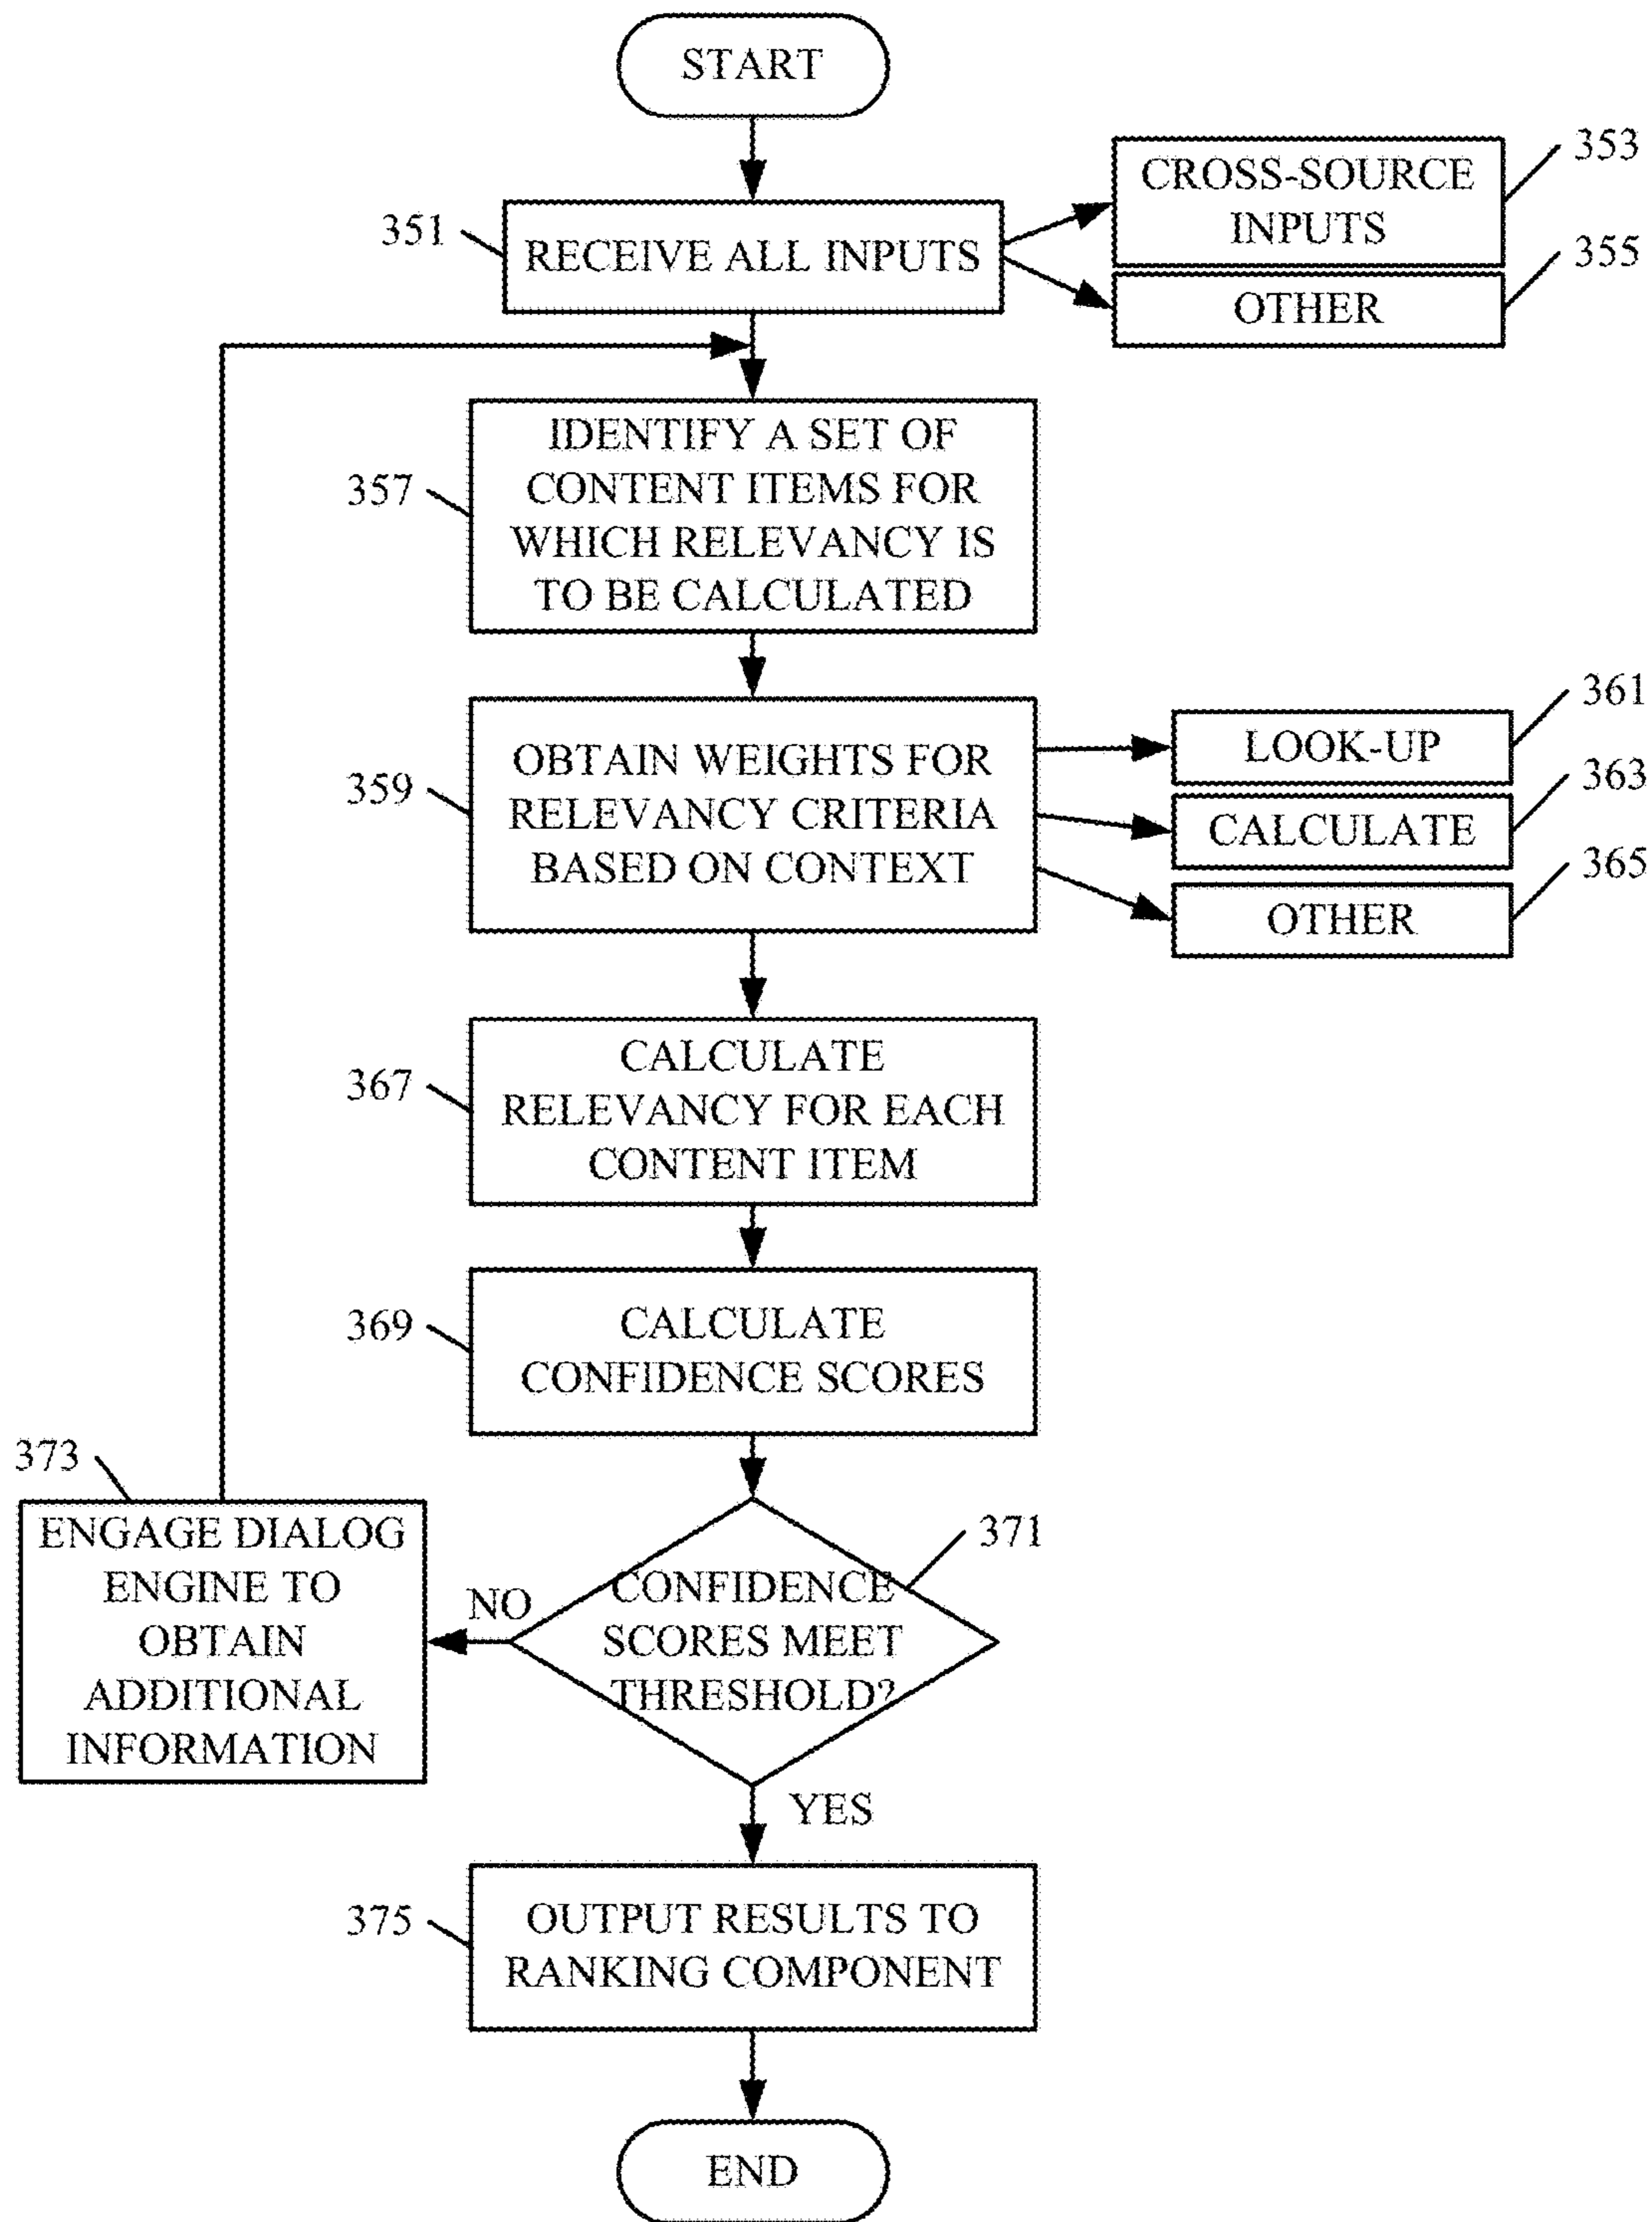 START
351
RECEIVE ALL INPUTS
CROSS-SOURCE
INPUTS
353
OTHER
355
357
IDENTIFY A SET OF
CONTENT ITEMS FOR
WHICH RELEVANCY IS
TO BE CALCULATED
359
OBTAIN WEIGHTS FOR
RELEVANCY CRITERIA
BASED ON CONTEXT
LOOK-UP
361
CALCULATE
363
OTHER
365
367
CALCULATE
RELEVANCY FOR EACH
CONTENT ITEM
369
CALCULATE
CONFIDENCE SCORES
371
CONFIDENCE
SCORES MEET
THRESHOLD?
NO
373
ENGAGE DIALOG
ENGINE TO
OBTAIN
ADDITIONAL
INFORMATION
YES
375
OUTPUT RESULTS TO
RANKING COMPONENT
END